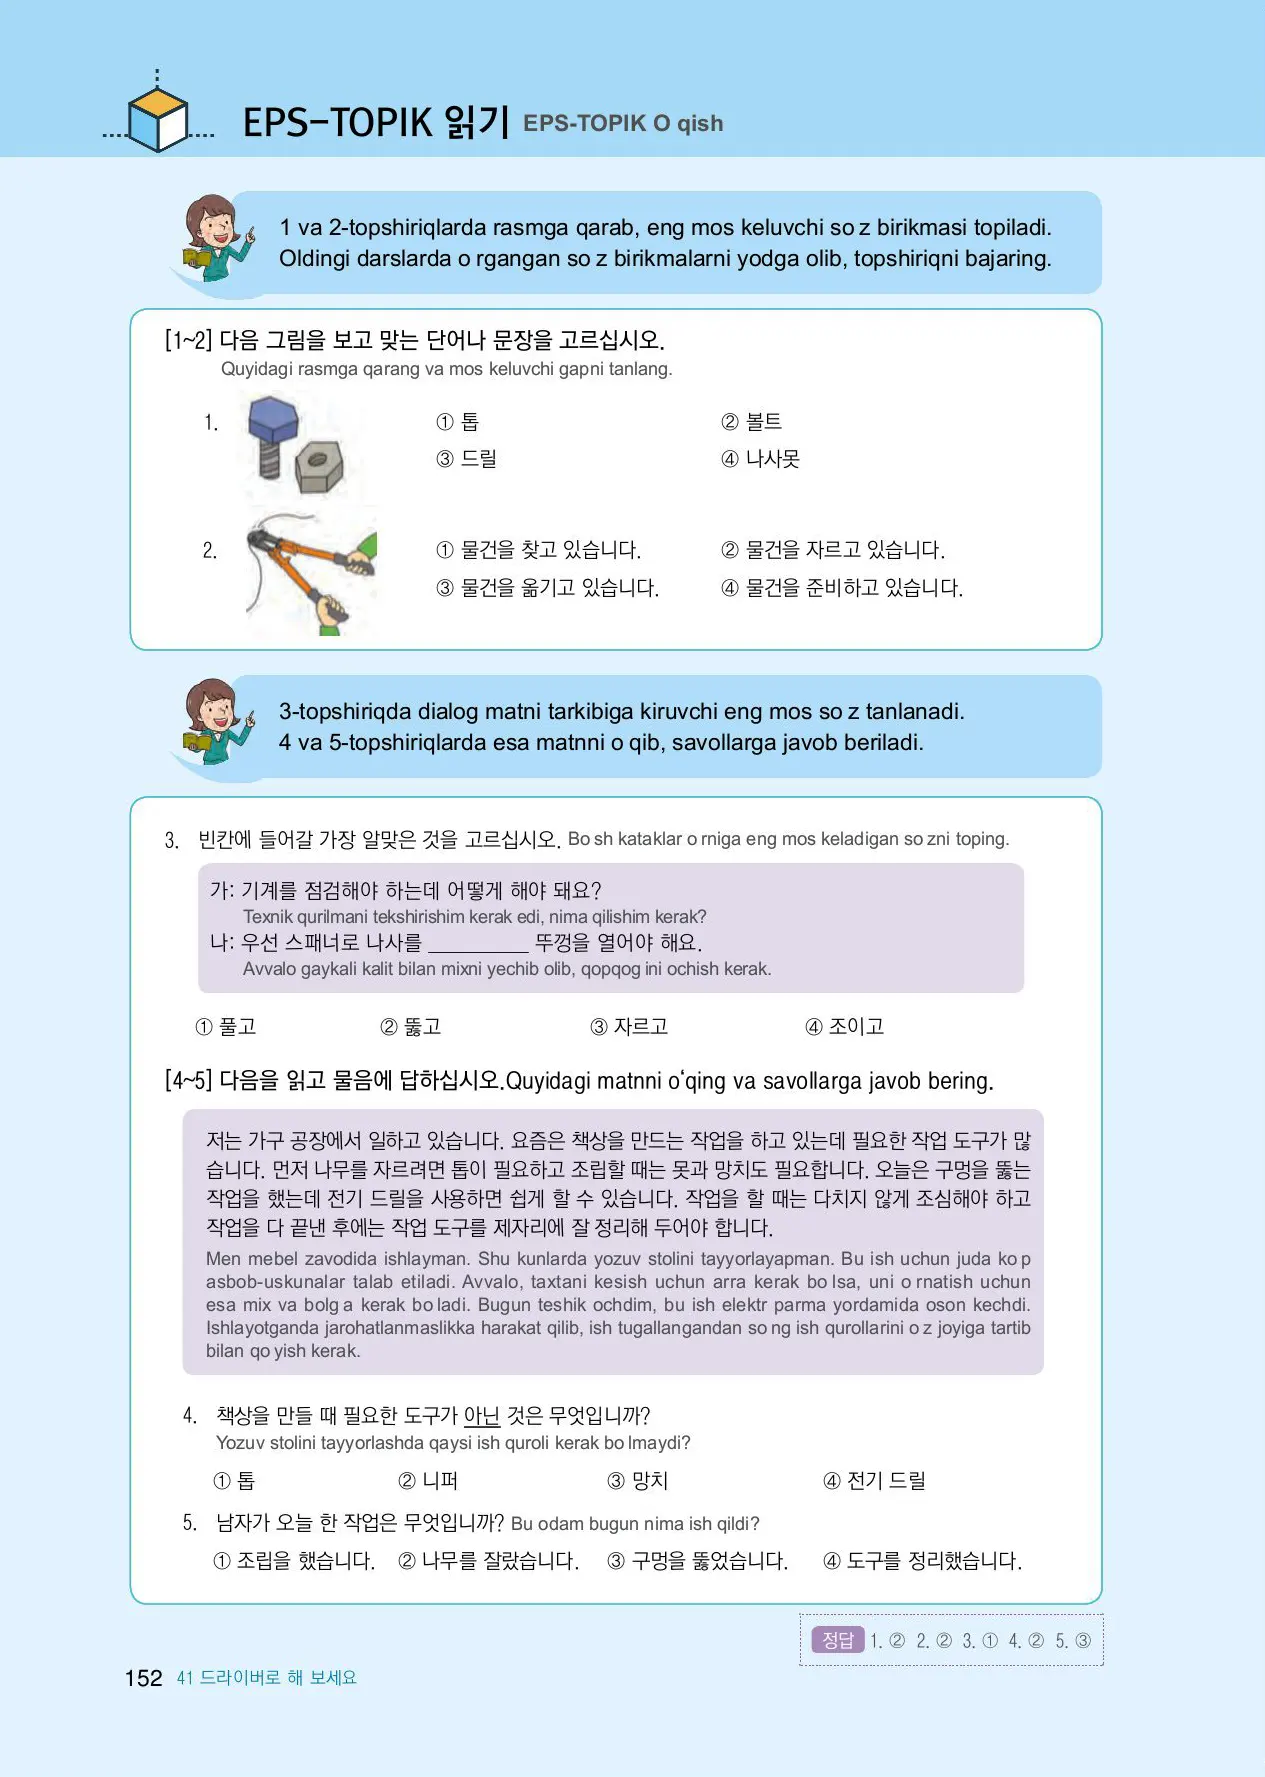 EPS-TOPIK 읽기 EPS-TOPIK O qish
1 va 2-topshiriqlarda rasmga qarab, eng mos keluvchi so z birikmasi topiladi.
Oldingi darslarda o rgangan so z birikmalarni yodga olib, topshiriqni bajaring.
[1~2] 다음 그림을 보고 맞는 단어나 문장을 고르십시오.
Quyidagi rasmga qarang va mos keluvchi gapni tanlang.
1. ① 톱 ② 볼트
③ 드릴 ④ 나사못
2. ① 물건을 찾고 있습니다. ② 물건을 자르고 있습니다.
③ 물건을 옮기고 있습니다. ④ 물건을 준비하고 있습니다.
3-topshiriqda dialog matni tarkibiga kiruvchi eng mos so z tanlanadi.
4 va 5-topshiriqlarda esa matnni o qib, savollarga javob beriladi.
3. 빈칸에 들어갈 가장 알맞은 것을 고르십시오. Bo sh kataklar o rniga eng mos keladigan so zni toping.
가: 기계를 점검해야 하는데 어떻게 해야 돼요?
Texnik qurilmani tekshirishim kerak edi, nima qilishim kerak?
나: 우선 스패너로 나사를 __________ 뚜껑을 열어야 해요.
Avvalo gaykali kalit bilan mixni yechib olib, qopqog ini ochish kerak.
① 풀고 ② 뚫고 ③ 자르고 ④ 조이고
[4~5] 다음을 읽고 물음에 답하십시오.Quyidagi matnni o‘qing va savollarga javob bering.
저는 가구 공장에서 일하고 있습니다. 요즘은 책상을 만드는 작업을 하고 있는데 필요한 작업 도구가 많
습니다. 먼저 나무를 자르려면 톱이 필요하고 조립할 때는 못과 망치도 필요합니다. 오늘은 구멍을 뚫는
작업을 했는데 전기 드릴을 사용하면 쉽게 할 수 있습니다. 작업을 할 때는 다치지 않게 조심해야 하고
작업을 다 끝낸 후에는 작업 도구를 제자리에 잘 정리해 두어야 합니다.
Men mebel zavodida ishlayman. Shu kunlarda yozuv stolini tayyorlayapman. Bu ish uchun juda ko p
asbob-uskunalar talab etiladi. Avvalo, taxtani kesish uchun arra kerak bo lsa, uni o rnatish uchun
esa mix va bolg a kerak bo ladi. Bugun teshik ochdim, bu ish elektr parma yordamida oson kechdi.
Ishlayotganda jarohatlanmaslikka harakat qilib, ish tugallangandan so ng ish qurollarini o z joyiga tartib
bilan qo yish kerak.
4. 책상을 만들 때 필요한 도구가 아닌 것은 무엇입니까?
Yozuv stolini tayyorlashda qaysi ish quroli kerak bo lmaydi?
① 톱 ② 니퍼 ③ 망치 ④ 전기 드릴
5. 남자가 오늘 한 작업은 무엇입니까? Bu odam bugun nima ish qildi?
① 조립을 했습니다. ② 나무를 잘랐습니다. ③ 구멍을 뚫었습니다. ④ 도구를 정리했습니다.
정답 1. ② 2. ② 3. ① 4. ② 5. ③
152 41 드라이버로 해 보세요